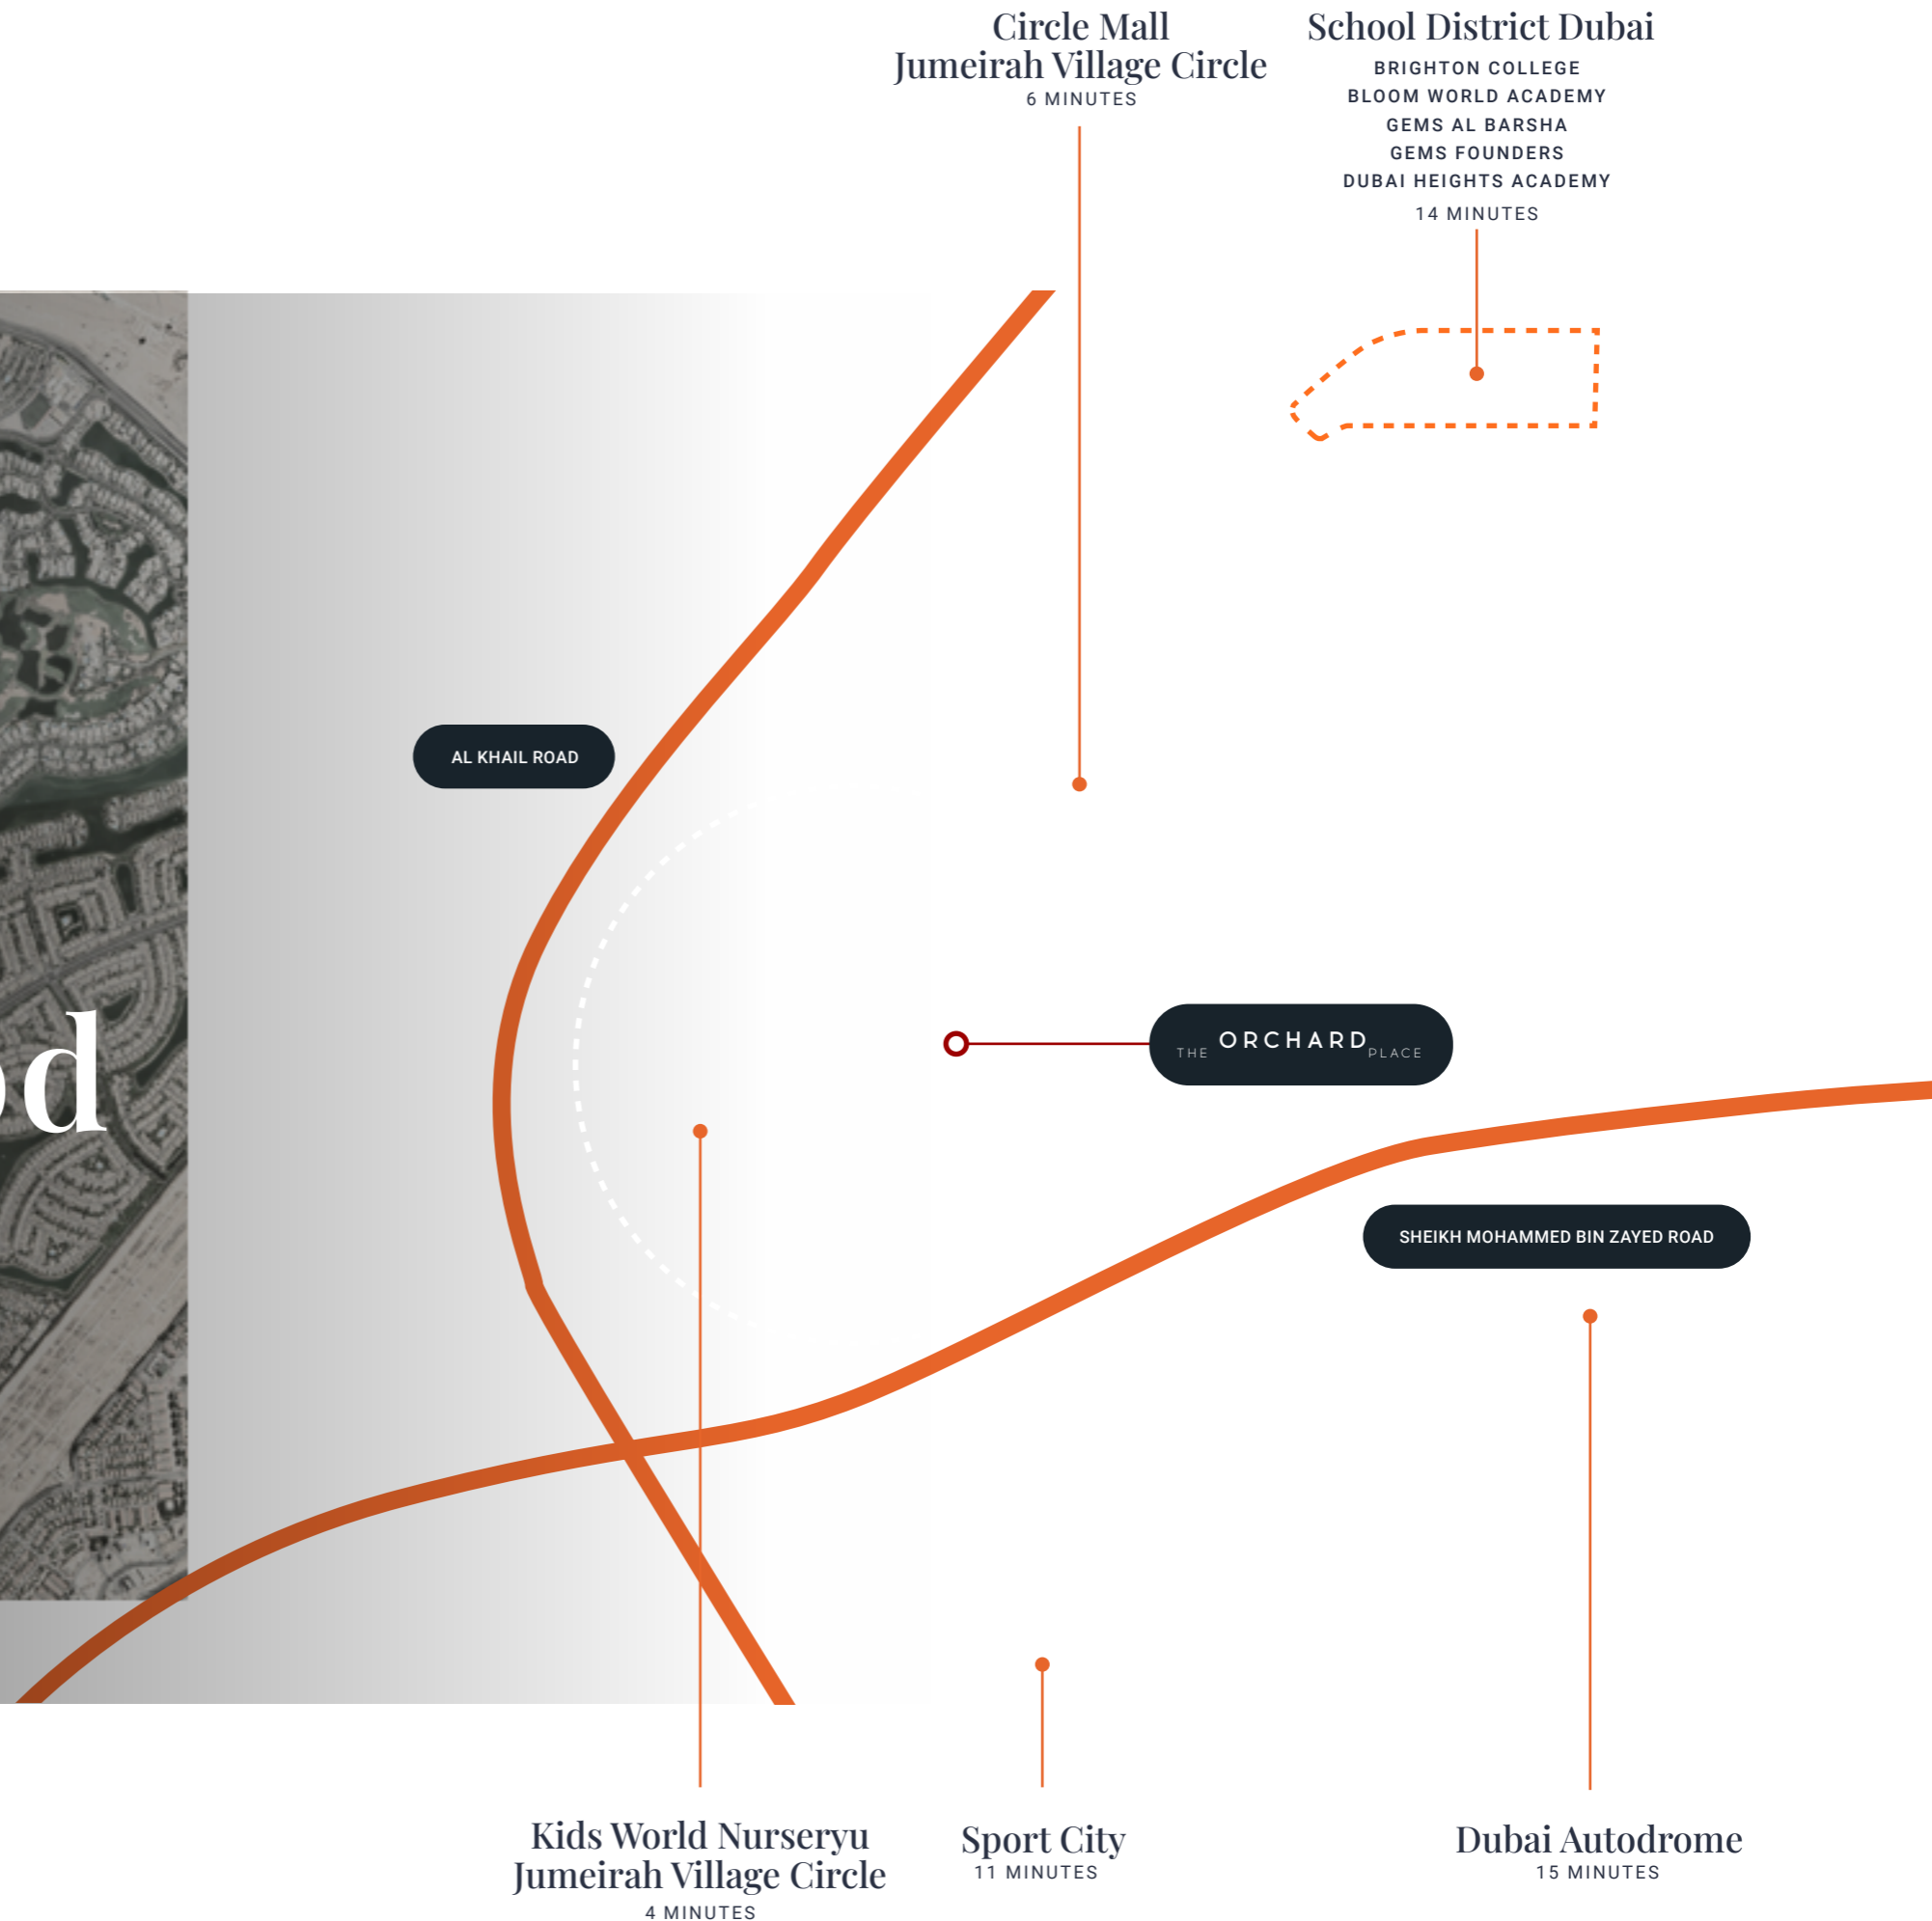 Circle Mall
Jumeirah Village Circle
6 MINUTES
School District Dubai
BRIGHTON COLLEGE
BLOOM WORLD ACADEMY
GEMS AL BARSHA
GEMS FOUNDERS
DUBAI HEIGHTS ACADEMY
14 MINUTES
AL KHAIL ROAD
THE ORCHARD PLACE
d
SHEIKH MOHAMMED BIN ZAYED ROAD
Kids World Nurseryu
Jumeirah Village Circle
4 MINUTES
Sport City
11 MINUTES
Dubai Autodrome
15 MINUTES